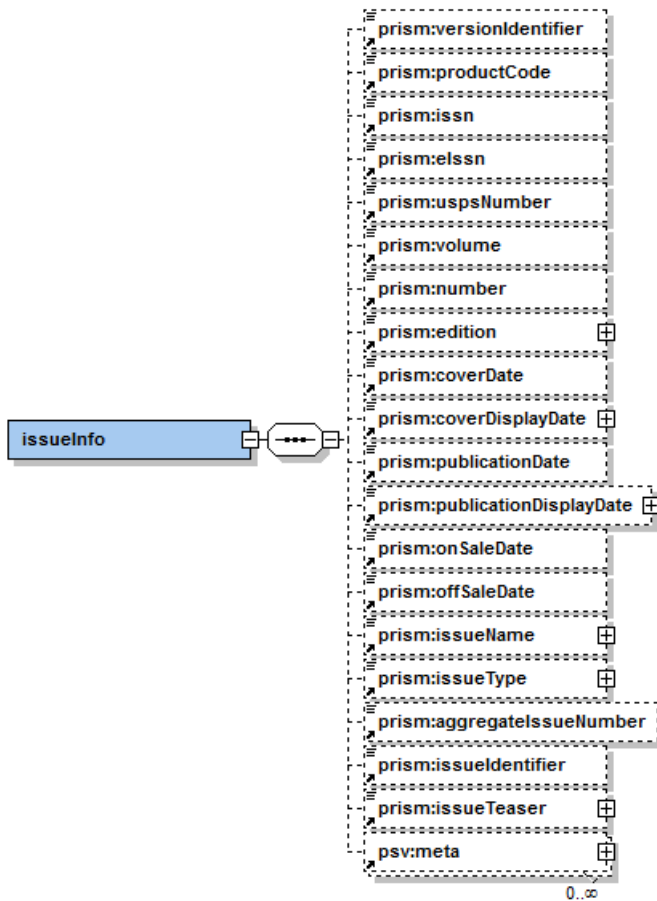 prism:versionIdentifier
prism:productCode
prism:issn
prism:eIssn
prism:uspsNumber
prism:volume
prism:number
prism:edition
prism:coverDate
issueInfo
prism:coverDisplayDate
prism:publicationDate
prism:publicationDisplayDate
prism:onSaleDate
prism:offSaleDate
prism:issueName
prism:issueType
prism:aggregateIssueNumber
prism:issueIdentifier
prism:issueTeaser
psv:meta
0..∞